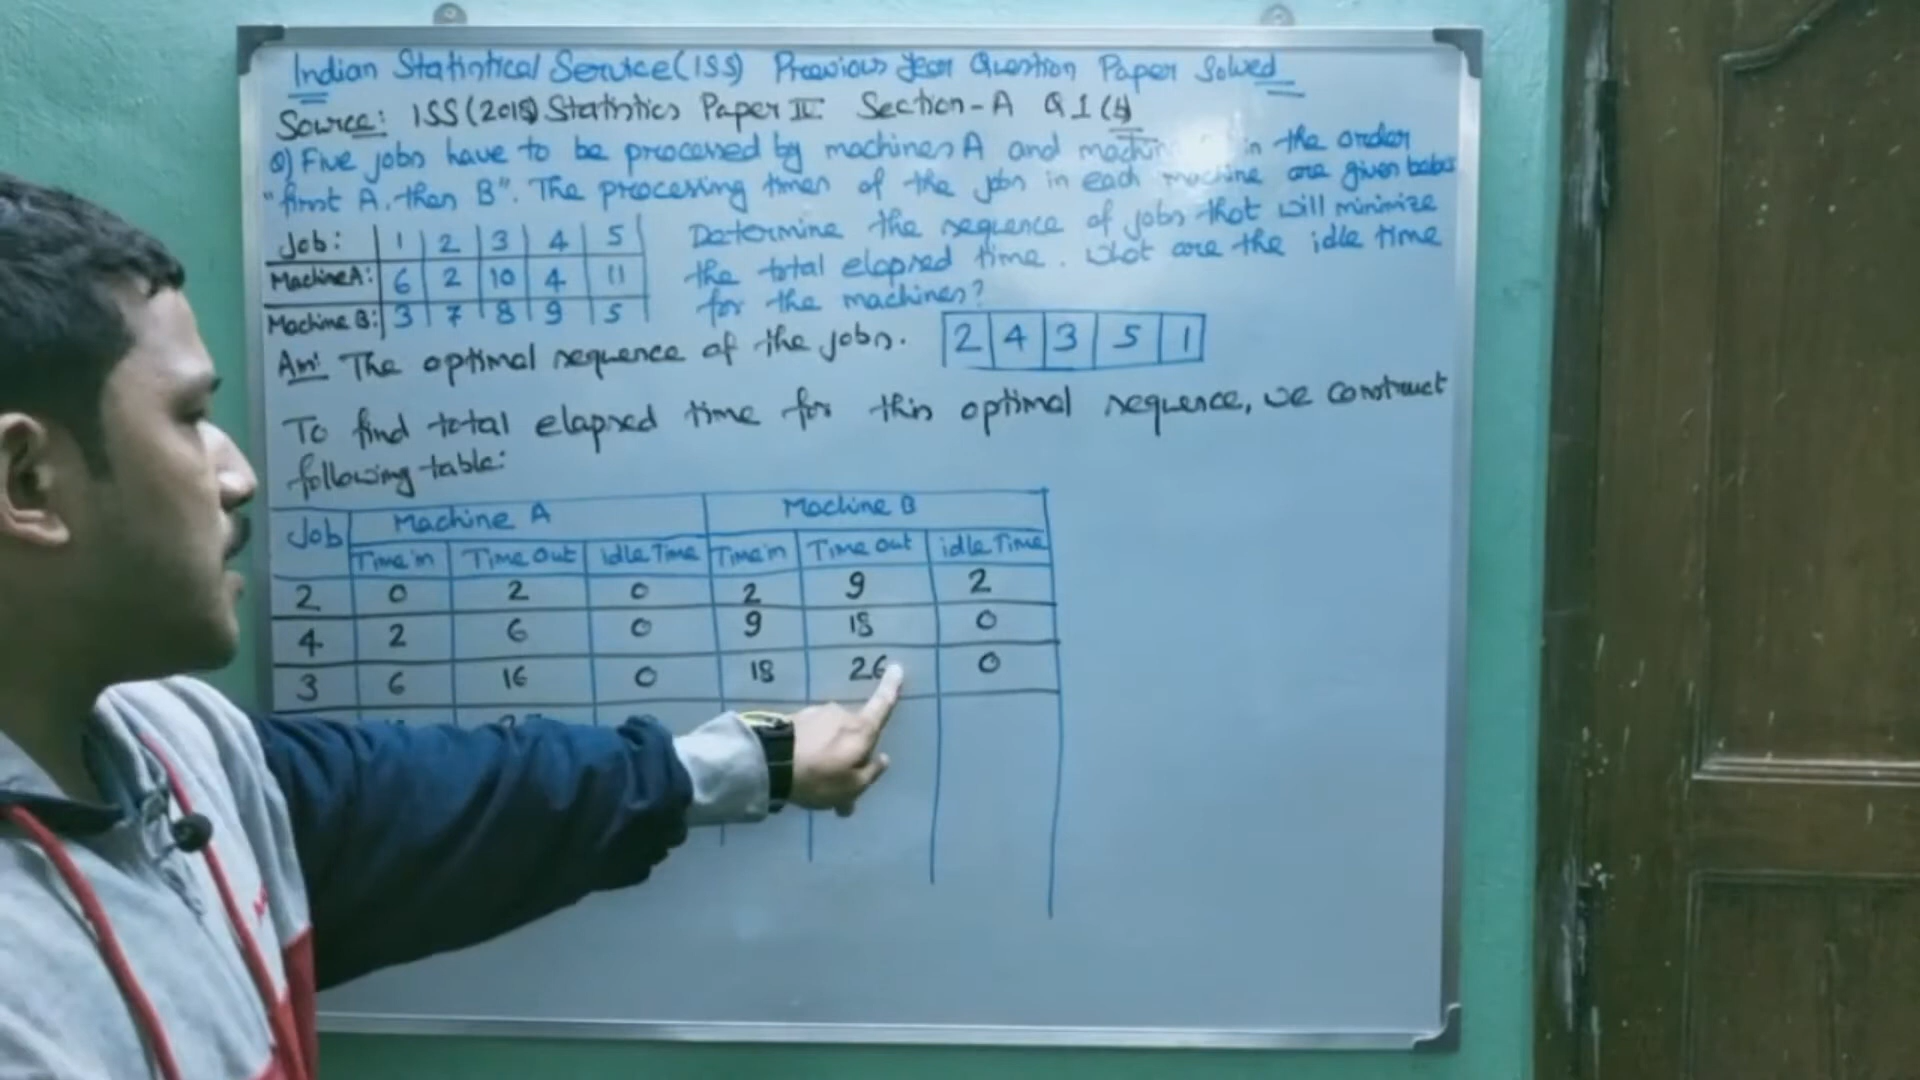 Indian Statistical Service (ISS) Previous Year Question Paper Solved
Source: ISS (2018) Statistics Paper II Section-A Q1
Q) Five jobs have to be processed by machines A and in the order
"first A, then B". The processing times of the jobs in each machine are given below
Job: 1 2 3 4 5
Machine A: 6 2 10 4 11
Machine B: 3 7 8 9 5
Determine the sequence of jobs that will minimize
the total elapsed time. What are the idle time
for the machines?
Ans: The optimal sequence of the jobs. 2 4 3 5 1
To find total elapsed time for this optimal sequence, we construct
following table:
Job Machine A Machine B
Time in Time Out Idle Time Time in Time Out idle Time
2 0 2 0 2 9 2
4 2 6 0 9 18 0
3 6 16 0 18 26 0